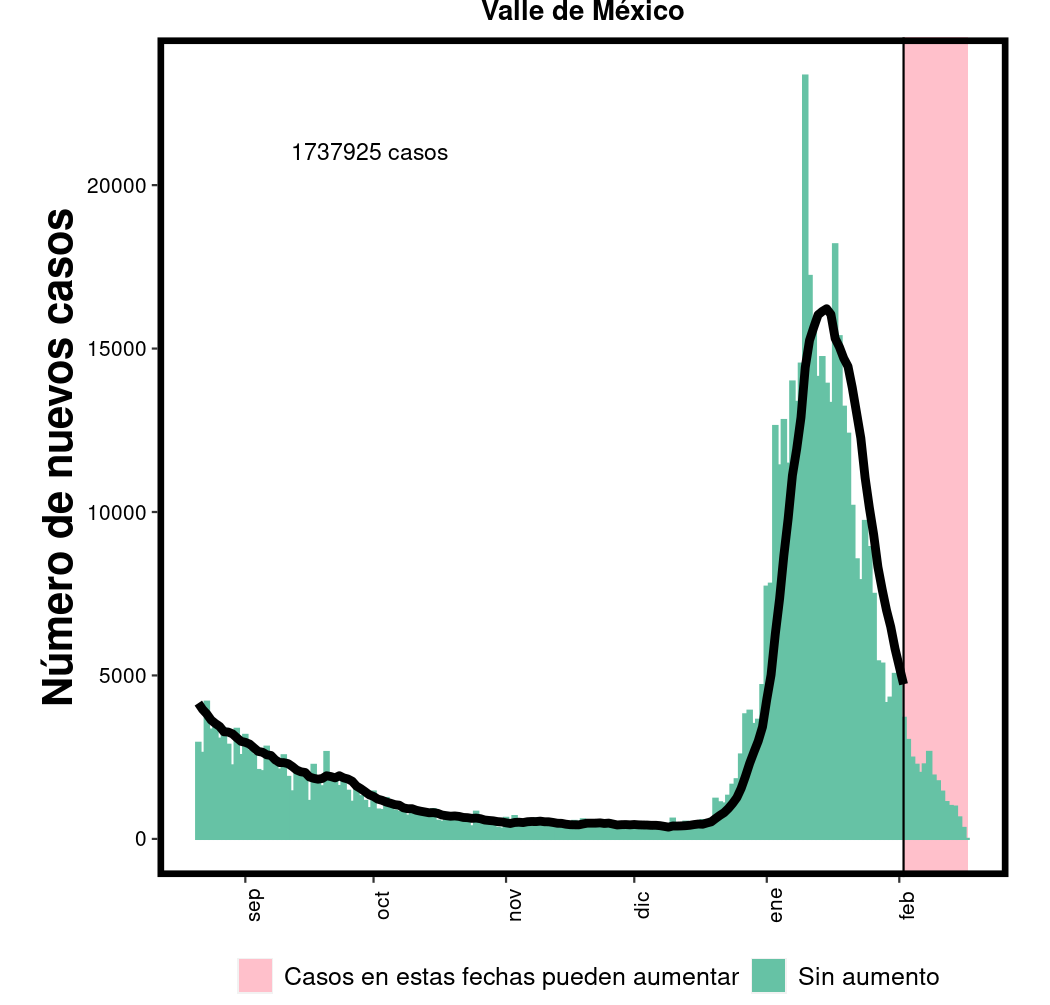 Valle de México
1737925 casos
Número de nuevos casos
20000
15000
10000
5000
0
sep
oct
nov
dic
ene
feb
Casos en estas fechas pueden aumentar
Sin aumento